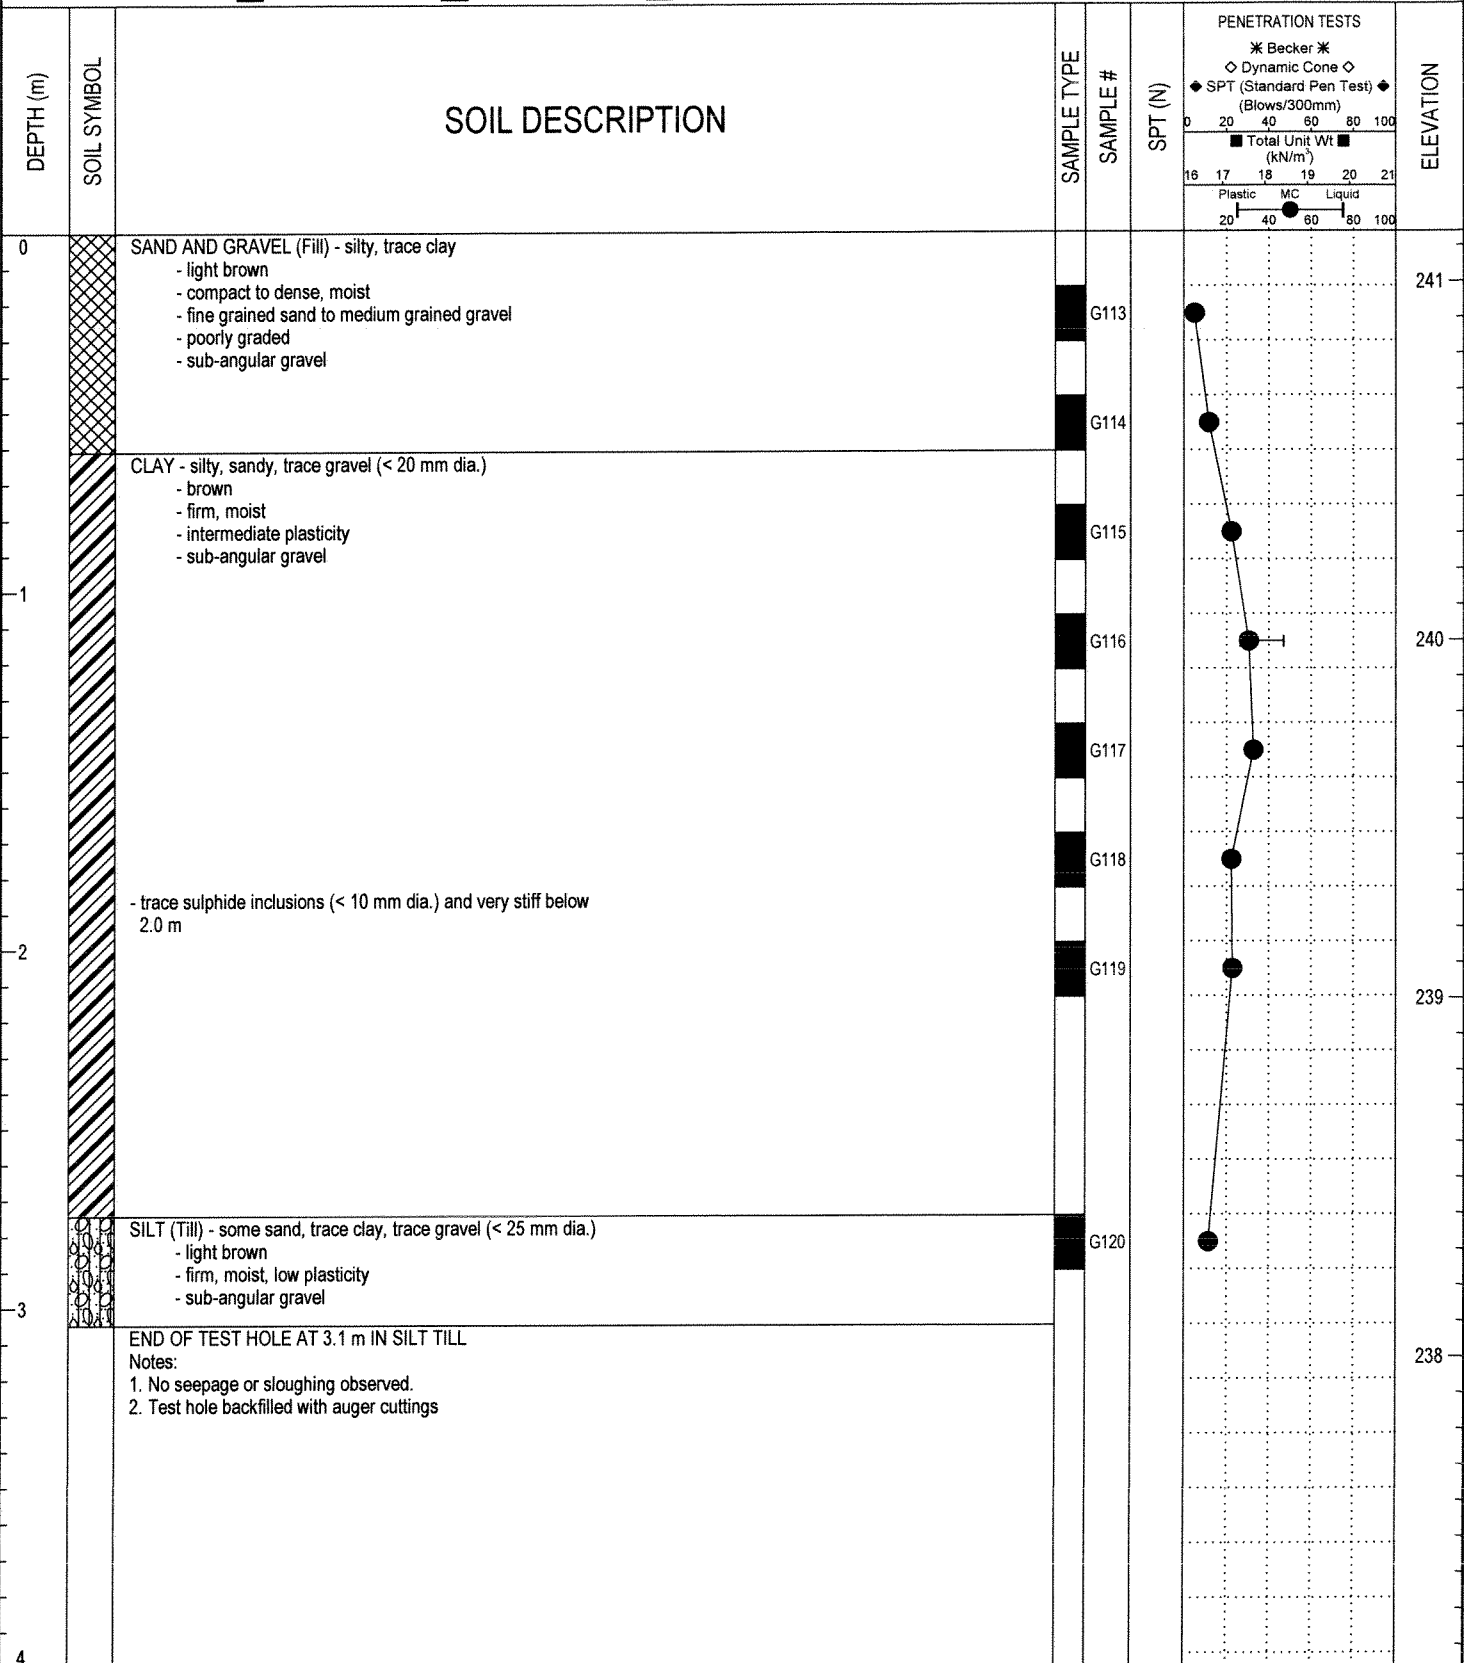 DEPTH (m)
SOIL SYMBOL
SOIL DESCRIPTION
SAMPLE TYPE
SAMPLE #
SPT (N)
PENETRATION TESTS
✳ Becker ✳
◇ Dynamic Cone ◇
◆ SPT (Standard Pen Test) ◆
(Blows/300mm)
0 20 40 60 80 100
■ Total Unit Wt ■
(kN/m³)
16 17 18 19 20 21
Plastic MC Liquid
20 40 60 80 100
ELEVATION
0
SAND AND GRAVEL (Fill) - silty, trace clay
- light brown
- compact to dense, moist
- fine grained sand to medium grained gravel
- poorly graded
- sub-angular gravel
241
G113
G114
CLAY - silty, sandy, trace gravel (< 20 mm dia.)
- brown
- firm, moist
- intermediate plasticity
- sub-angular gravel
G115
1
G116
240
G117
G118
- trace sulphide inclusions (< 10 mm dia.) and very stiff below
2.0 m
2
G119
239
SILT (Till) - some sand, trace clay, trace gravel (< 25 mm dia.)
- light brown
- firm, moist, low plasticity
- sub-angular gravel
G120
3
END OF TEST HOLE AT 3.1 m IN SILT TILL
Notes:
1. No seepage or sloughing observed.
2. Test hole backfilled with auger cuttings
238
4